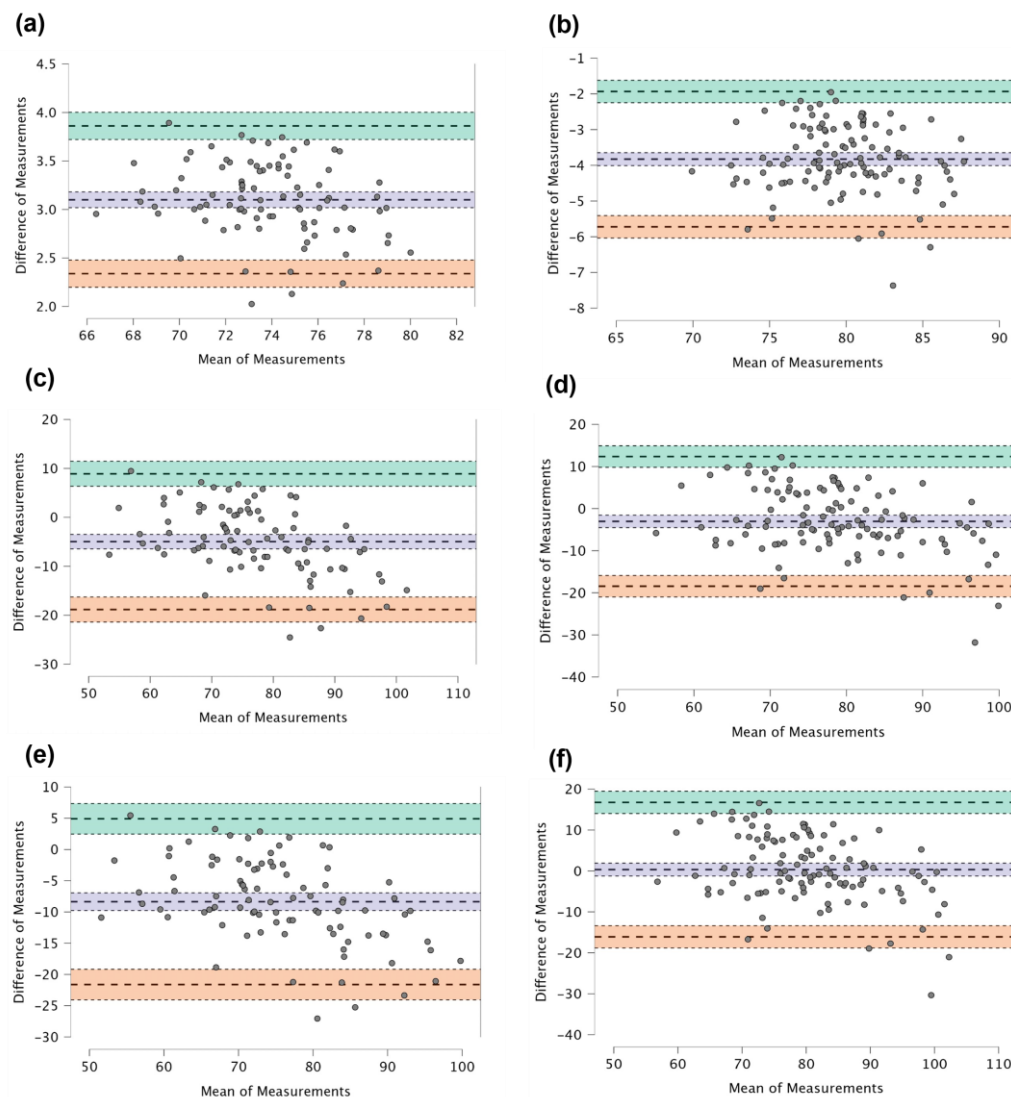 (a)
Difference of Measurements
4.5
4.0
3.5
3.0
2.5
2.0
66 68 70 72 74 76 78 80 82
Mean of Measurements
(b)
Difference of Measurements
−1
−2
−3
−4
−5
−6
−7
−8
65 70 75 80 85 90
Mean of Measurements
(c)
Difference of Measurements
20
10
0
−10
−20
−30
50 60 70 80 90 100 110
Mean of Measurements
(d)
Difference of Measurements
20
10
0
−10
−20
−30
−40
50 60 70 80 90 100
Mean of Measurements
(e)
Difference of Measurements
10
5
0
−5
−10
−15
−20
−25
−30
50 60 70 80 90 100
Mean of Measurements
(f)
Difference of Measurements
20
10
0
−10
−20
−30
−40
50 60 70 80 90 100 110
Mean of Measurements